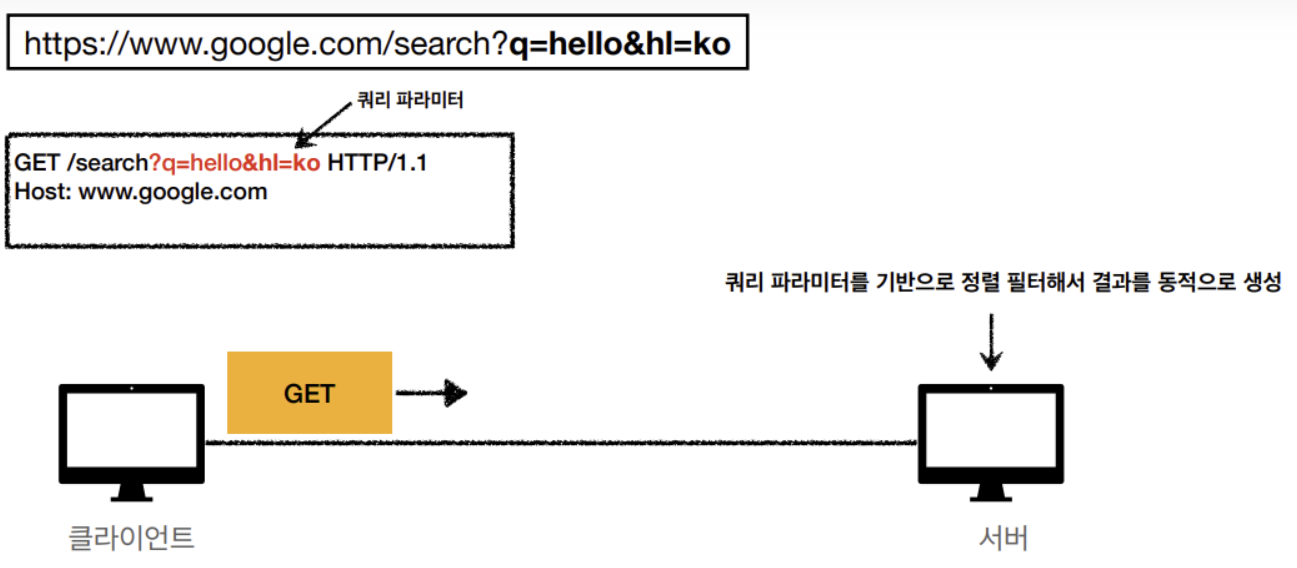 https://www.google.com/search?q=hello&hl=ko
쿼리 파라미터
GET /search?q=hello&hl=ko HTTP/1.1
Host: www.google.com
쿼리 파라미터를 기반으로 정렬 필터해서 결과를 동적으로 생성
GET
클라이언트
서버